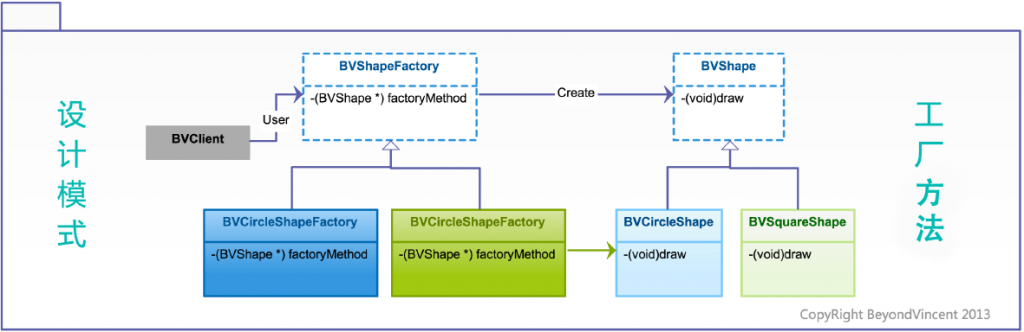 设计模式
BVShapeFactory
-(BVShape *) factoryMethod
Create
BVShape
-(void)draw
User
BVClient
BVCircleShapeFactory
-(BVShape *) factoryMethod
BVCircleShapeFactory
-(BVShape *) factoryMethod
BVCircleShape
-(void)draw
BVSquareShape
-(void)draw
工厂方法
CopyRight BeyondVincent 2013